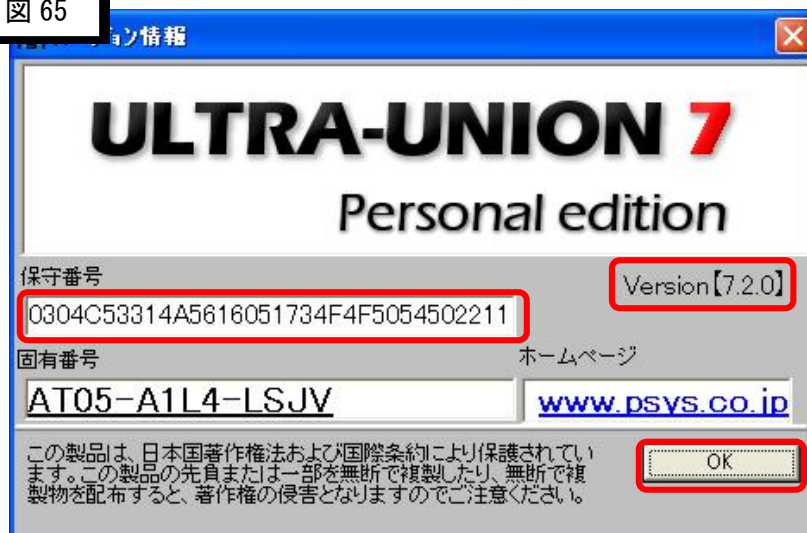 図 65
ョン情報
ULTRA-UNION 7
Personal edition
保守番号
Version【7.2.0】
0304C53314A5616051734F4F5054502211
固有番号
ホームページ
AT05-A1L4-LSJV
www.psys.co.jp
この製品は、日本国著作権法および国際条約により保護されてい
ます。この製品の先負または一部を無断で複製したり、無断で複
製物を配布すると、著作権の侵害となりますのでご注意ください。
OK